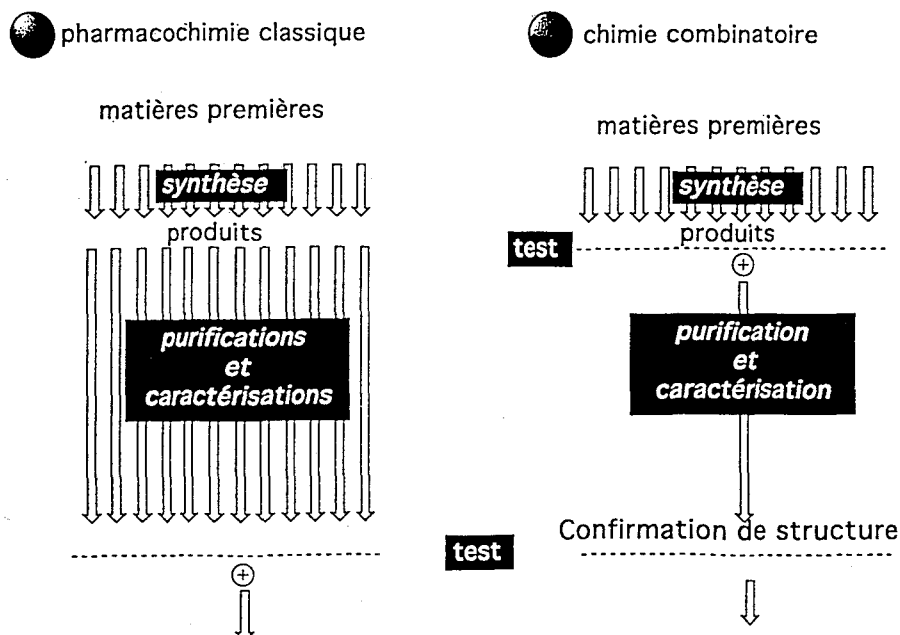 pharmacochimie classique
matières premières
synthèse
produits
purifications
et
caractérisations
+
chimie combinatoire
matières premières
synthèse
produits
test
+
purification
et
caractérisation
Confirmation de structure
test